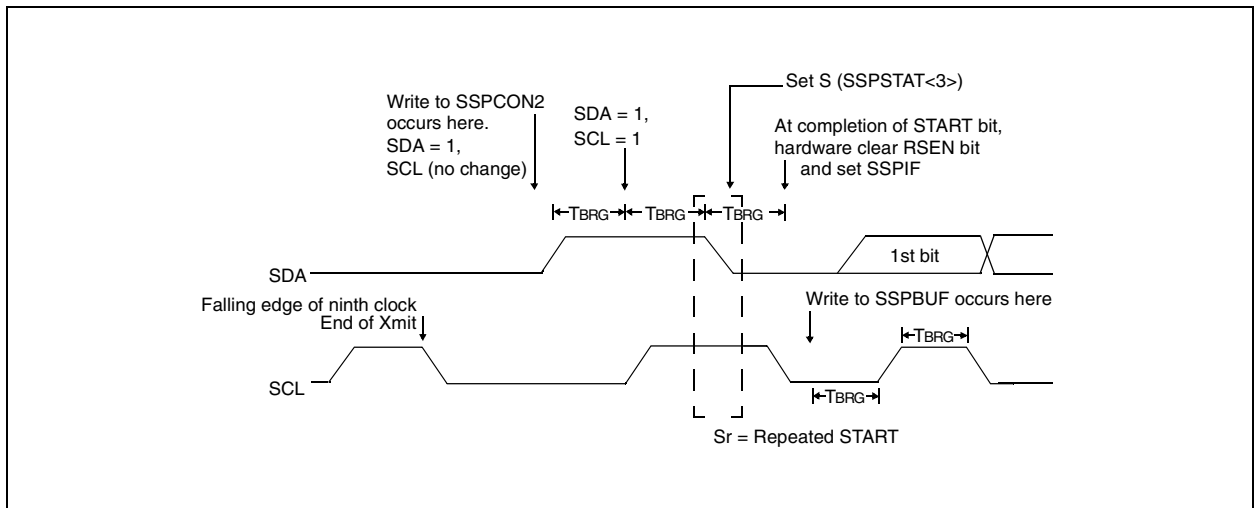 Set S (SSPSTAT<3>)
Write to SSPCON2
occurs here.
SDA = 1,
SCL (no change)
SDA = 1,
SCL = 1
At completion of START bit,
hardware clear RSEN bit
and set SSPIF
TBRG
TBRG
TBRG
SDA
1st bit
Falling edge of ninth clock
End of Xmit
Write to SSPBUF occurs here
TBRG
SCL
TBRG
Sr = Repeated START